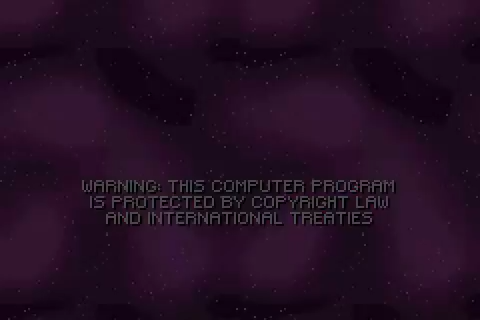 WARNING: THIS COMPUTER PROGRAM
IS PROTECTED BY COPYRIGHT LAW
AND INTERNATIONAL TREATIES